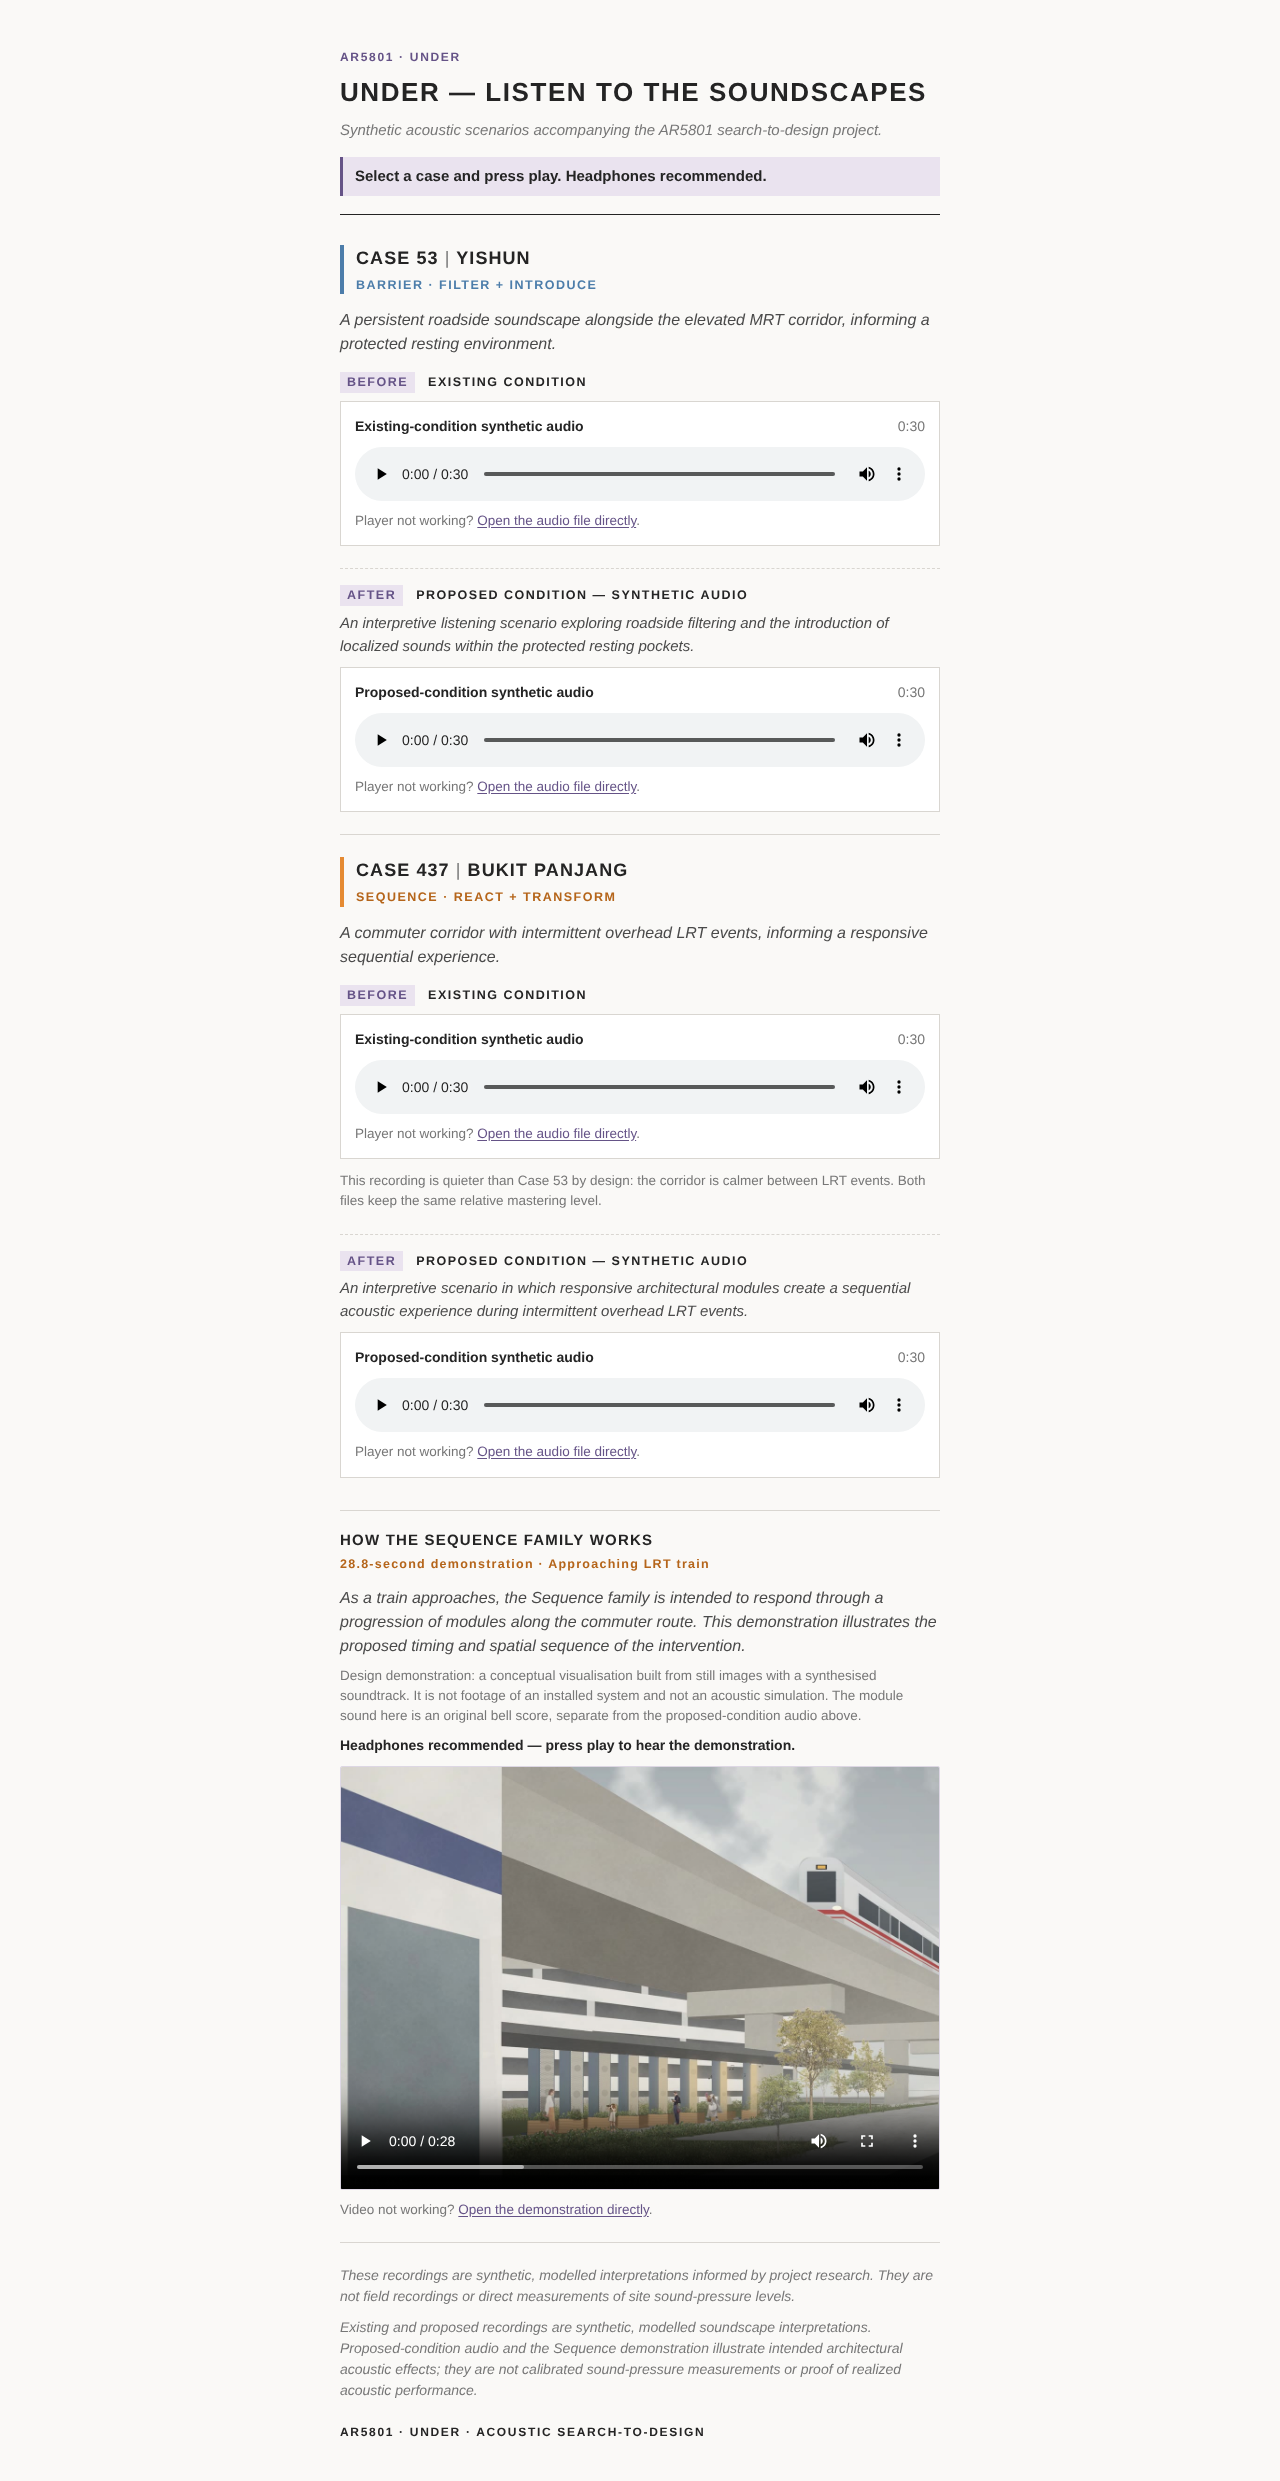 AR5801 · UNDER
UNDER — LISTEN TO THE SOUNDSCAPES
Synthetic acoustic scenarios accompanying the AR5801 search-to-design project.
Select a case and press play. Headphones recommended.
CASE 53 | YISHUN
BARRIER · FILTER + INTRODUCE
A persistent roadside soundscape alongside the elevated MRT corridor, informing a
protected resting environment.
BEFORE EXISTING CONDITION
Existing-condition synthetic audio 0:30
0:00 / 0:30
Player not working? Open the audio file directly.
AFTER PROPOSED CONDITION — SYNTHETIC AUDIO
An interpretive listening scenario exploring roadside filtering and the introduction of
localized sounds within the protected resting pockets.
Proposed-condition synthetic audio 0:30
0:00 / 0:30
Player not working? Open the audio file directly.
CASE 437 | BUKIT PANJANG
SEQUENCE · REACT + TRANSFORM
A commuter corridor with intermittent overhead LRT events, informing a responsive
sequential experience.
BEFORE EXISTING CONDITION
Existing-condition synthetic audio 0:30
0:00 / 0:30
Player not working? Open the audio file directly.
This recording is quieter than Case 53 by design: the corridor is calmer between LRT events. Both
files keep the same relative mastering level.
AFTER PROPOSED CONDITION — SYNTHETIC AUDIO
An interpretive scenario in which responsive architectural modules create a sequential
acoustic experience during intermittent overhead LRT events.
Proposed-condition synthetic audio 0:30
0:00 / 0:30
Player not working? Open the audio file directly.
HOW THE SEQUENCE FAMILY WORKS
28.8-second demonstration · Approaching LRT train
As a train approaches, the Sequence family is intended to respond through a
progression of modules along the commuter route. This demonstration illustrates the
proposed timing and spatial sequence of the intervention.
Design demonstration: a conceptual visualisation built from still images with a synthesised
soundtrack. It is not footage of an installed system and not an acoustic simulation. The module
sound here is an original bell score, separate from the proposed-condition audio above.
Headphones recommended — press play to hear the demonstration.
0:00 / 0:28
Video not working? Open the demonstration directly.
These recordings are synthetic, modelled interpretations informed by project research. They are
not field recordings or direct measurements of site sound-pressure levels.
Existing and proposed recordings are synthetic, modelled soundscape interpretations.
Proposed-condition audio and the Sequence demonstration illustrate intended architectural
acoustic effects; they are not calibrated sound-pressure measurements or proof of realized
acoustic performance.
AR5801 · UNDER · ACOUSTIC SEARCH-TO-DESIGN